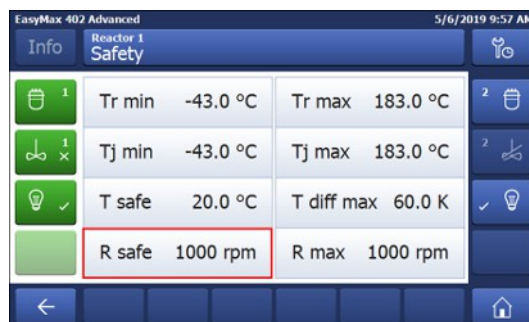 EasyMax 402 Advanced 5/6/2019 9:57 AM
Info Reactor 1
Safety
1 Tr min -43.0 °C Tr max 183.0 °C 2
1 Tj min -43.0 °C Tj max 183.0 °C 2
T safe 20.0 °C T diff max 60.0 K
R safe 1000 rpm R max 1000 rpm